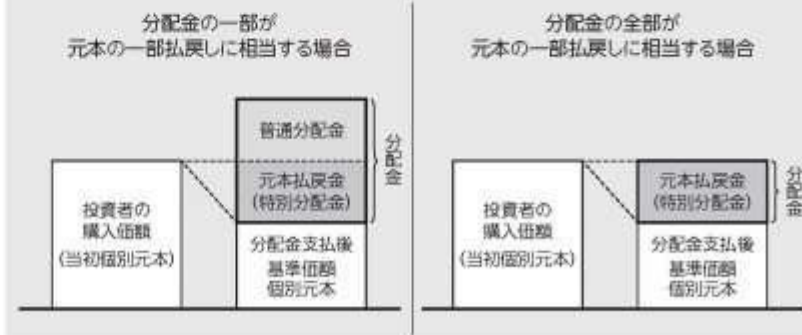 分配金の一部が
元本の一部払戻しに相当する場合
普通分配金
元本払戻金
(特別分配金)
分配金
投資者の
購入価額
(当初個別元本)
分配金支払後
基準価額
個別元本
分配金の全部が
元本の一部払戻しに相当する場合
元本払戻金
(特別分配金)
分配金
投資者の
購入価額
(当初個別元本)
分配金支払後
基準価額
個別元本